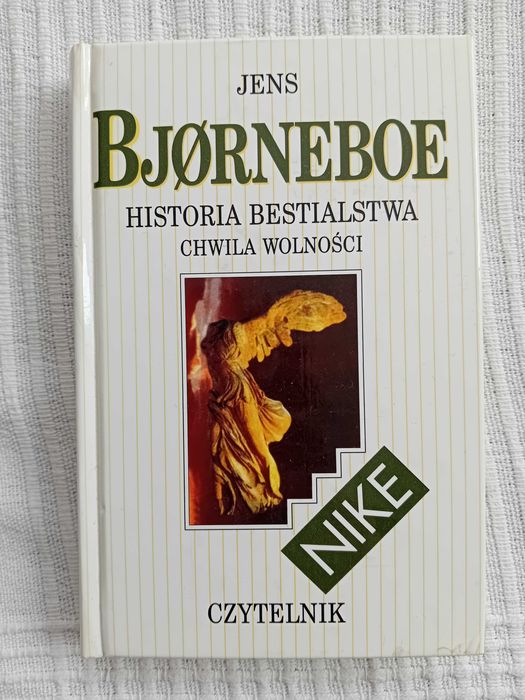 JENS
BJØRNEBOE
HISTORIA BESTIALSTWA
CHWILA WOLNOŚCI
NIKE
CZYTELNIK